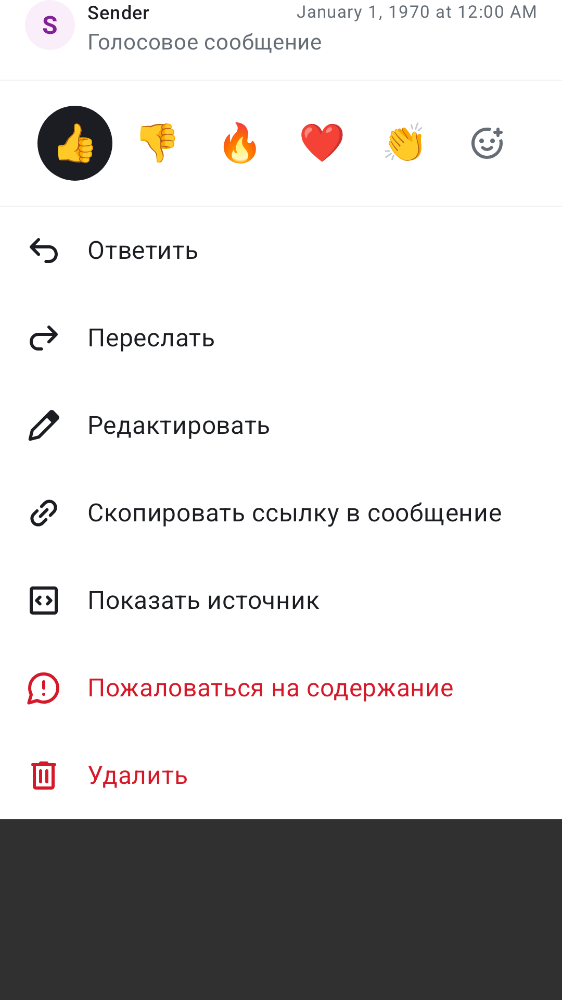 S
Sender
January 1, 1970 at 12:00 AM
Голосовое сообщение
Ответить
Переслать
Редактировать
Скопировать ссылку в сообщение
Показать источник
Пожаловаться на содержание
Удалить